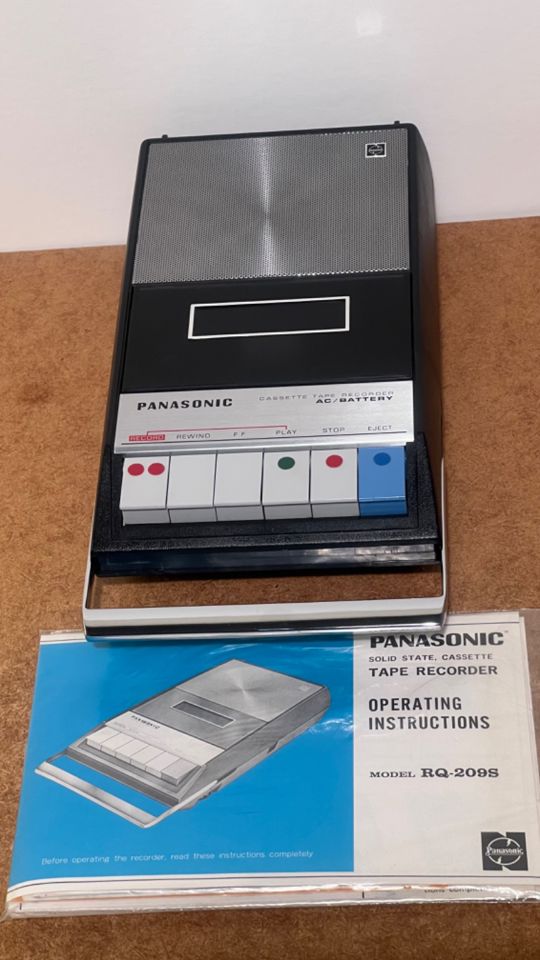 PANASONIC
CASSETTE TAPE RECORDER
AC/BATTERY
RECORD REWIND F.F PLAY STOP EJECT
PANASONIC
SOLID STATE, CASSETTE
TAPE RECORDER
OPERATING
INSTRUCTIONS
MODEL RQ-209S
PANASONIC
Before operating the recorder, read these instructions completely
Panasonic